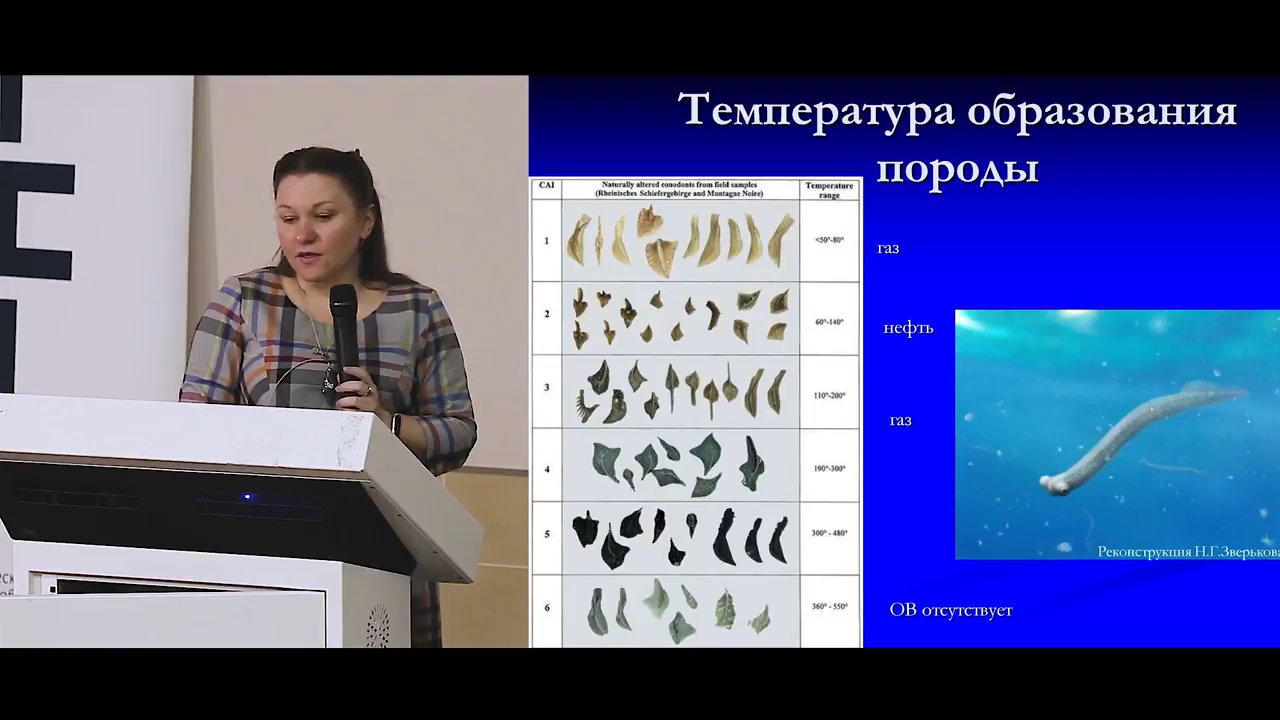 Температура образования
породы
CAI
Naturally altered conodonts from field samples
(Rheinisches Schiefergebirge and Montagne Noire)
Temperature
range
1
<50°-80°
2
60°-140°
3
110°-200°
4
190°-300°
5
300° - 480°
6
360° - 550°
газ
нефть
газ
Реконструкция Н.Г.Зверькова
ОВ отсутствует